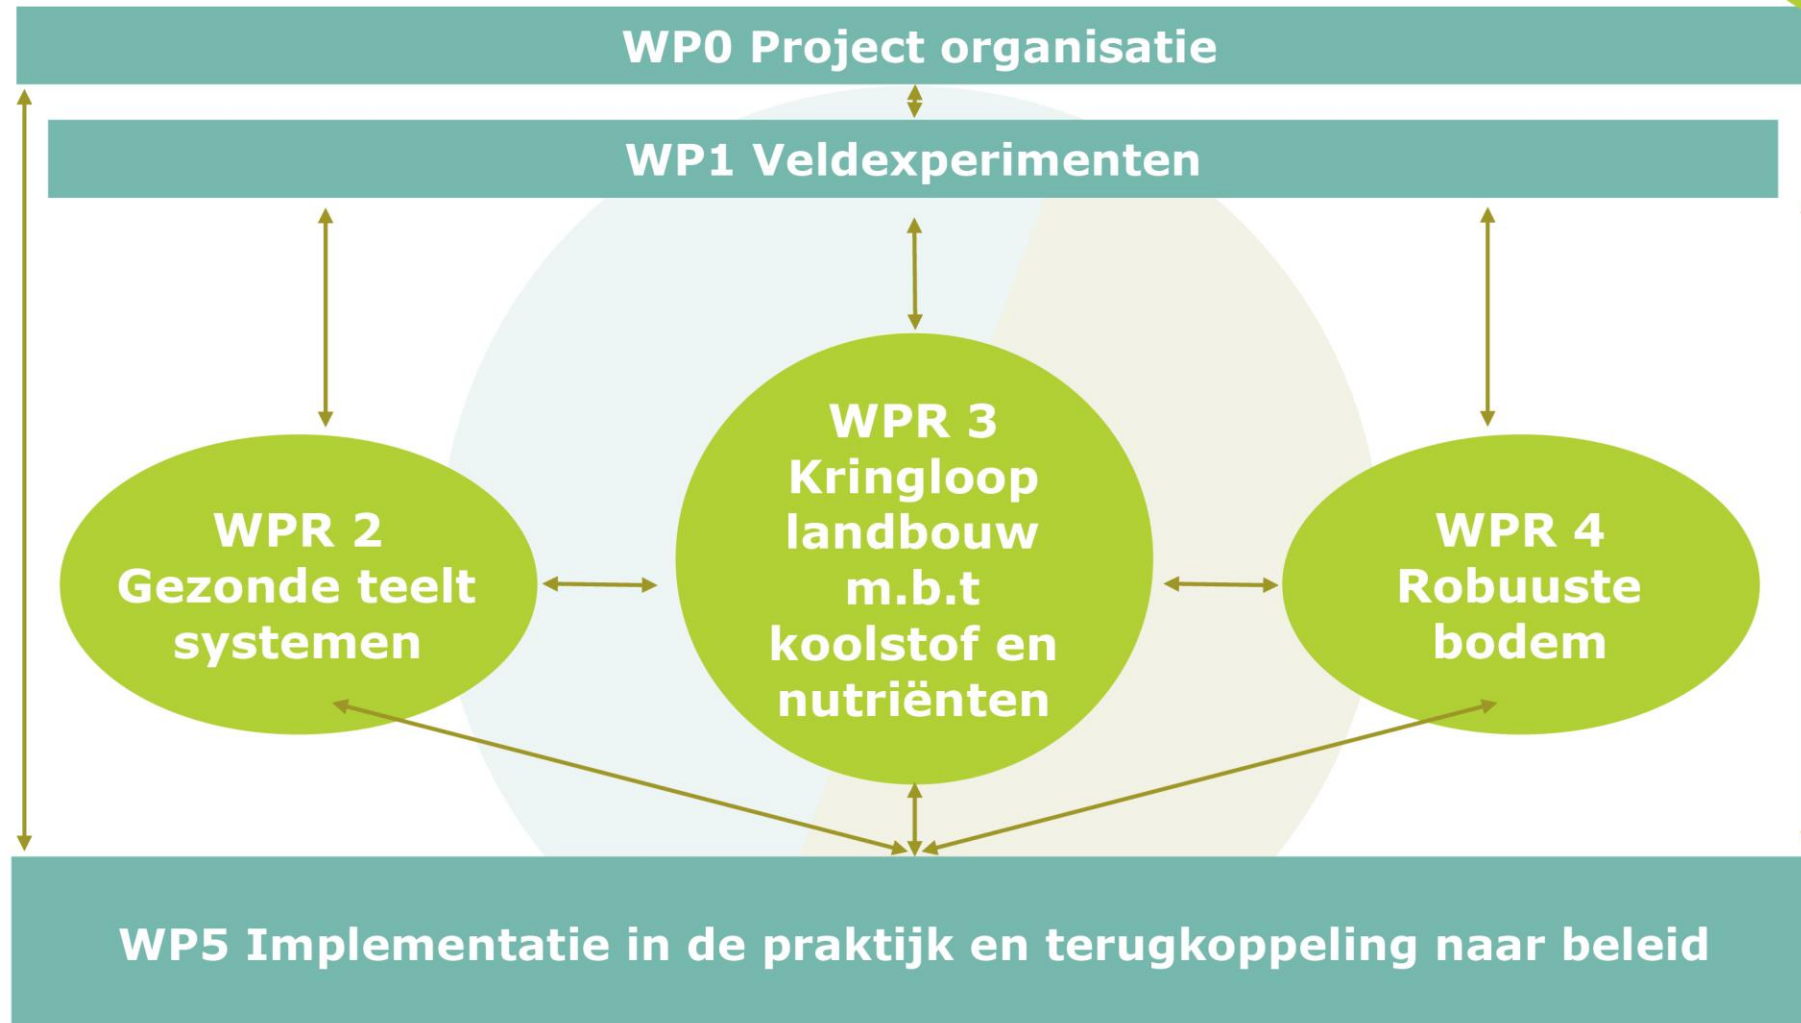 WP0 Project organisatie
WP1 Veldexperimenten
WPR 2
Gezonde teelt
systemen
WPR 3
Kringloop
landbouw
m.b.t
koolstof en
nutriënten
WPR 4
Robuuste
bodem
WP5 Implementatie in de praktijk en terugkoppeling naar beleid